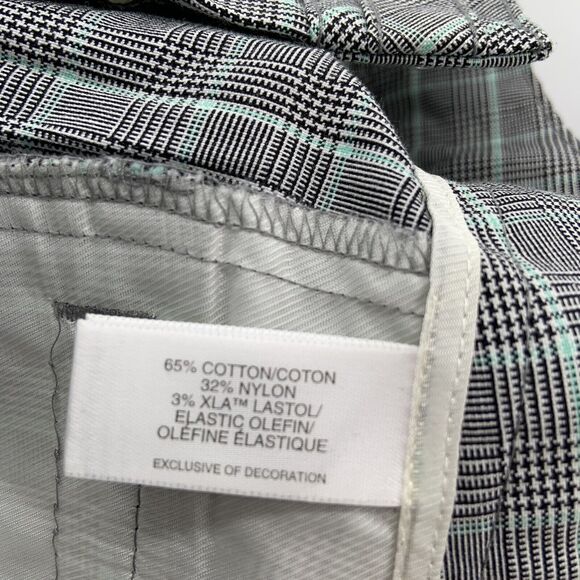 65% COTTON/COTON
32% NYLON
3% XLA™ LASTOL/
ELASTIC OLEFIN/
OLÉFINE ÉLASTIQUE
EXCLUSIVE OF DECORATION